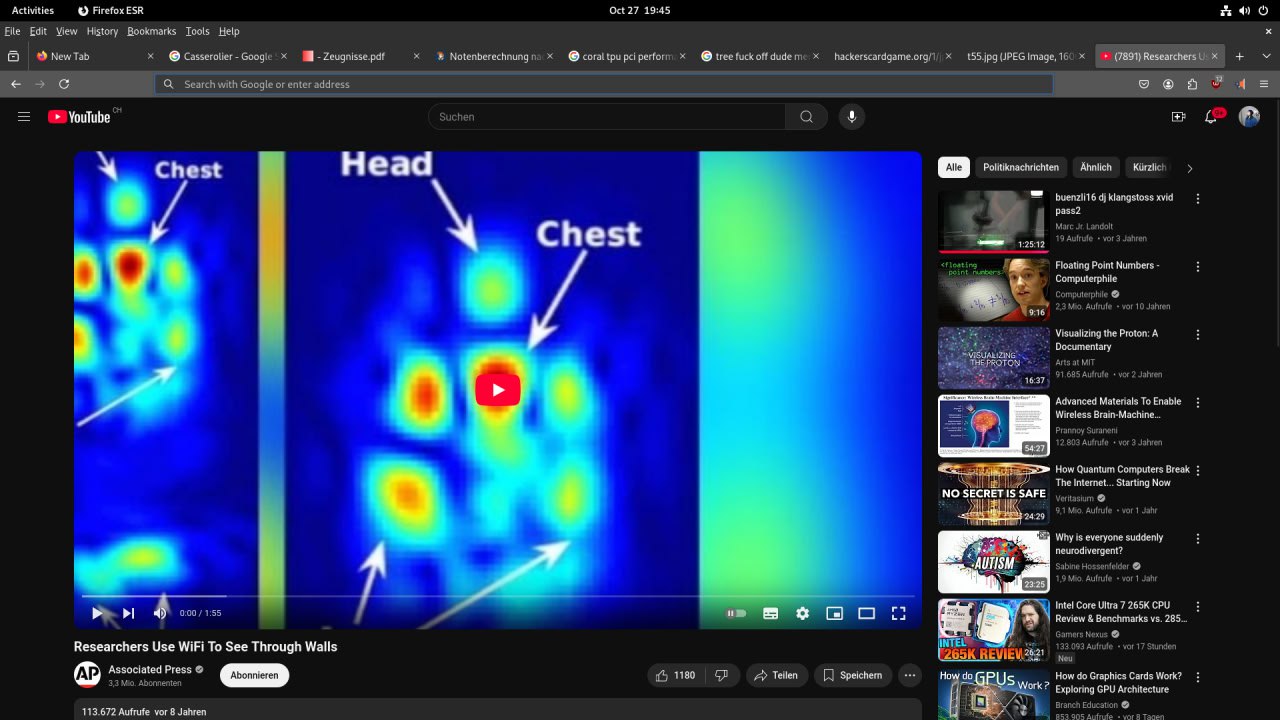 Activities Firefox ESR Oct 27 19:45
File Edit View History Bookmarks Tools Help
New Tab Casserolier - Google - Zeugnisse.pdf Notenberechnung coral tpu pci perform tree fuck off dude me hackerscardgame.org/1/j t55.jpg (JPEG Image, 160 (7891) Researchers U
Search with Google or enter address
12
YouTube CH
Suchen
9+
Head
Chest
Chest
0:00 / 1:55
Researchers Use WiFi To See Through Walls
AP
Associated Press
3,3 Mio. Abonnenten
Abonnieren
1180
Teilen
Speichern
113.672 Aufrufe vor 8 Jahren
Alle Politiknachrichten Ähnlich Kürzlich
1:25:12
buenzli16 dj klangstoss xvid
pass2
Marc Jr. Landolt
19 Aufrufe • vor 3 Jahren
<floating
point numbers>
9:16
Floating Point Numbers -
Computerphile
Computerphile
2,3 Mio. Aufrufe • vor 10 Jahren
VISUALIZING
THE PROTON
16:37
Visualizing the Proton: A
Documentary
Arts at MIT
91.685 Aufrufe • vor 2 Jahren
54:27
Advanced Materials To Enable
Wireless Brain-Machine…
Prannoy Suraneni
12.803 Aufrufe • vor 3 Jahren
NO SECRET IS SAFE
24:29
How Quantum Computers Break
The Internet... Starting Now
Veritasium
9,1 Mio. Aufrufe • vor 1 Jahr
AUTISM
23:25
Why is everyone suddenly
neurodivergent?
Sabine Hossenfelder
1,9 Mio. Aufrufe • vor 1 Jahr
INTEL
265K REVIEW
26:21
Intel Core Ultra 7 265K CPU
Review & Benchmarks vs. 285…
Gamers Nexus
133.093 Aufrufe • vor 17 Stunden
Neu
How do GPUs
Work?
How do Graphics Cards Work?
Exploring GPU Architecture
Branch Education
853.905 Aufrufe • vor 8 Tagen